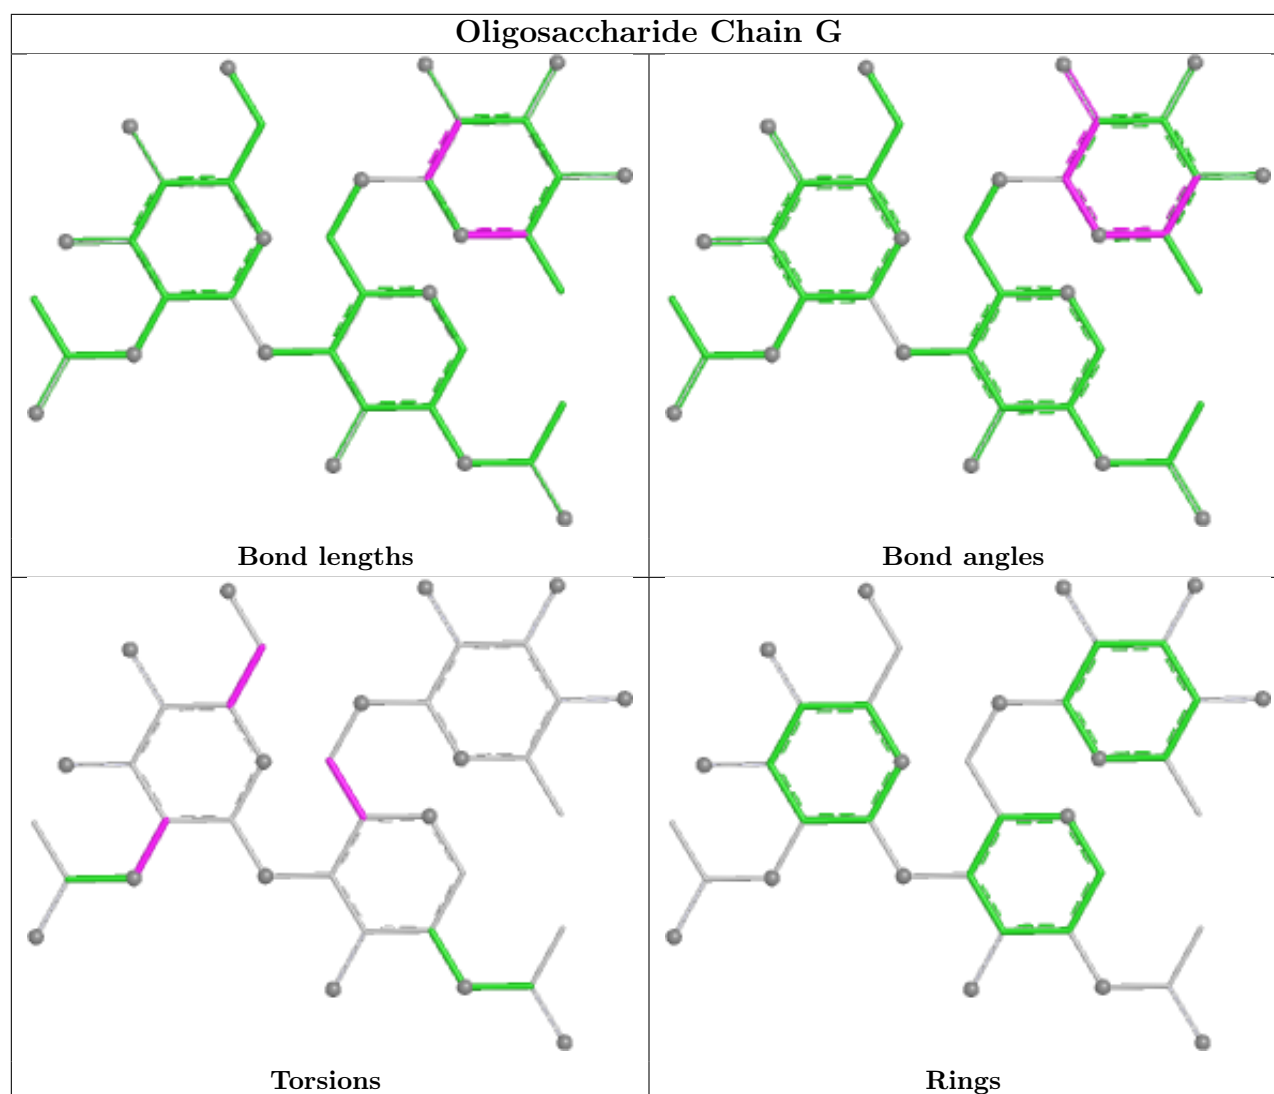 Oligosaccharide Chain G
Bond lengths
Bond angles
Torsions
Rings